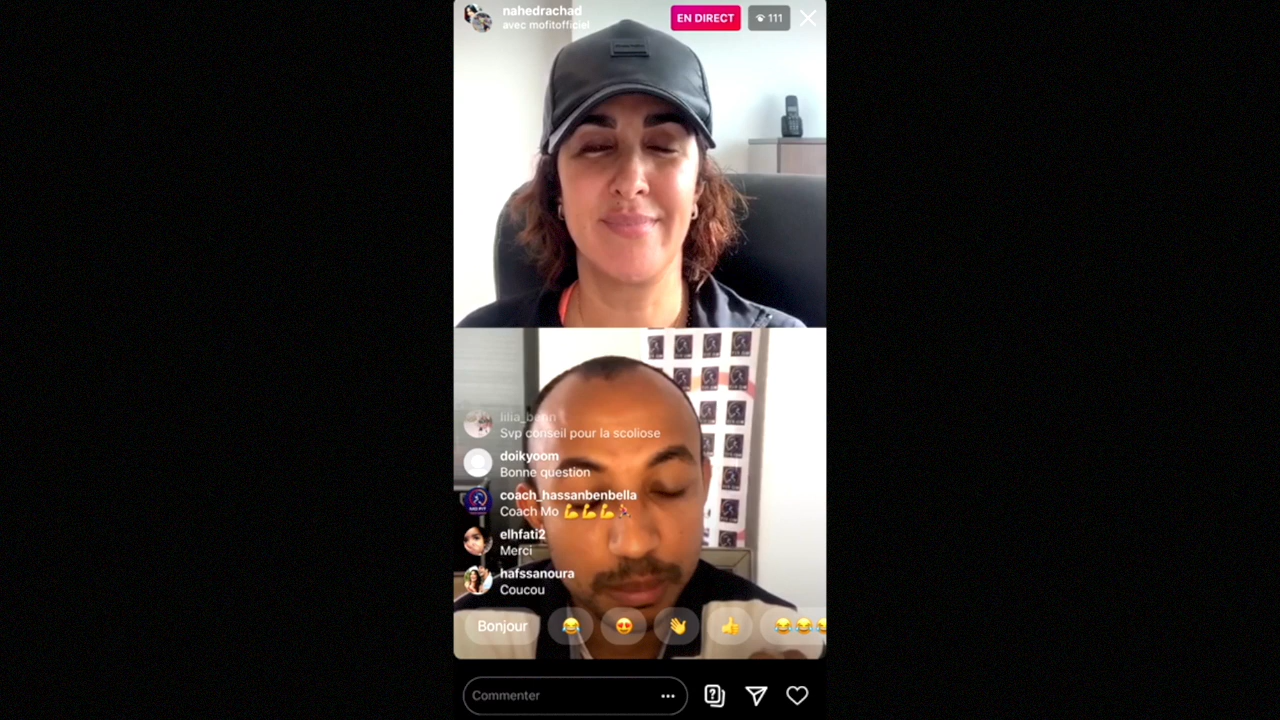 nahedrachad
avec mofitofficiel
EN DIRECT
111
lilia_benn
Svp conseil pour la scoliose
doikyoom
Bonne question
coach_hassanbenbella
Coach Mo 💪💪💪
elhfati2
Merci
hafssanoura
Coucou
Bonjour
Commenter